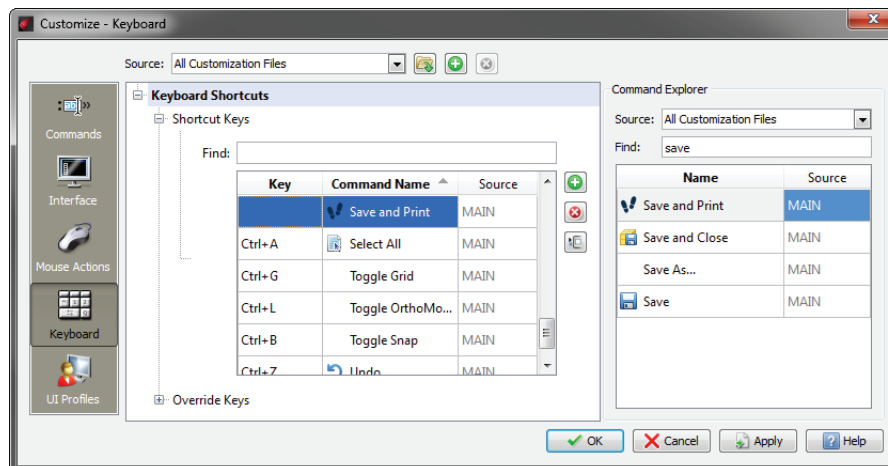 Customize - Keyboard
Source: All Customization Files
Commands
Interface
Mouse Actions
Keyboard
UI Profiles
Keyboard Shortcuts
Shortcut Keys
Find:
Key Command Name Source
Save and Print MAIN
Ctrl+A Select All MAIN
Ctrl+G Toggle Grid MAIN
Ctrl+L Toggle OrthoMo... MAIN
Ctrl+B Toggle Snap MAIN
Ctrl+Z Undo MAIN
Override Keys
Command Explorer
Source: All Customization Files
Find: save
Name Source
Save and Print MAIN
Save and Close MAIN
Save As... MAIN
Save MAIN
OK Cancel Apply Help